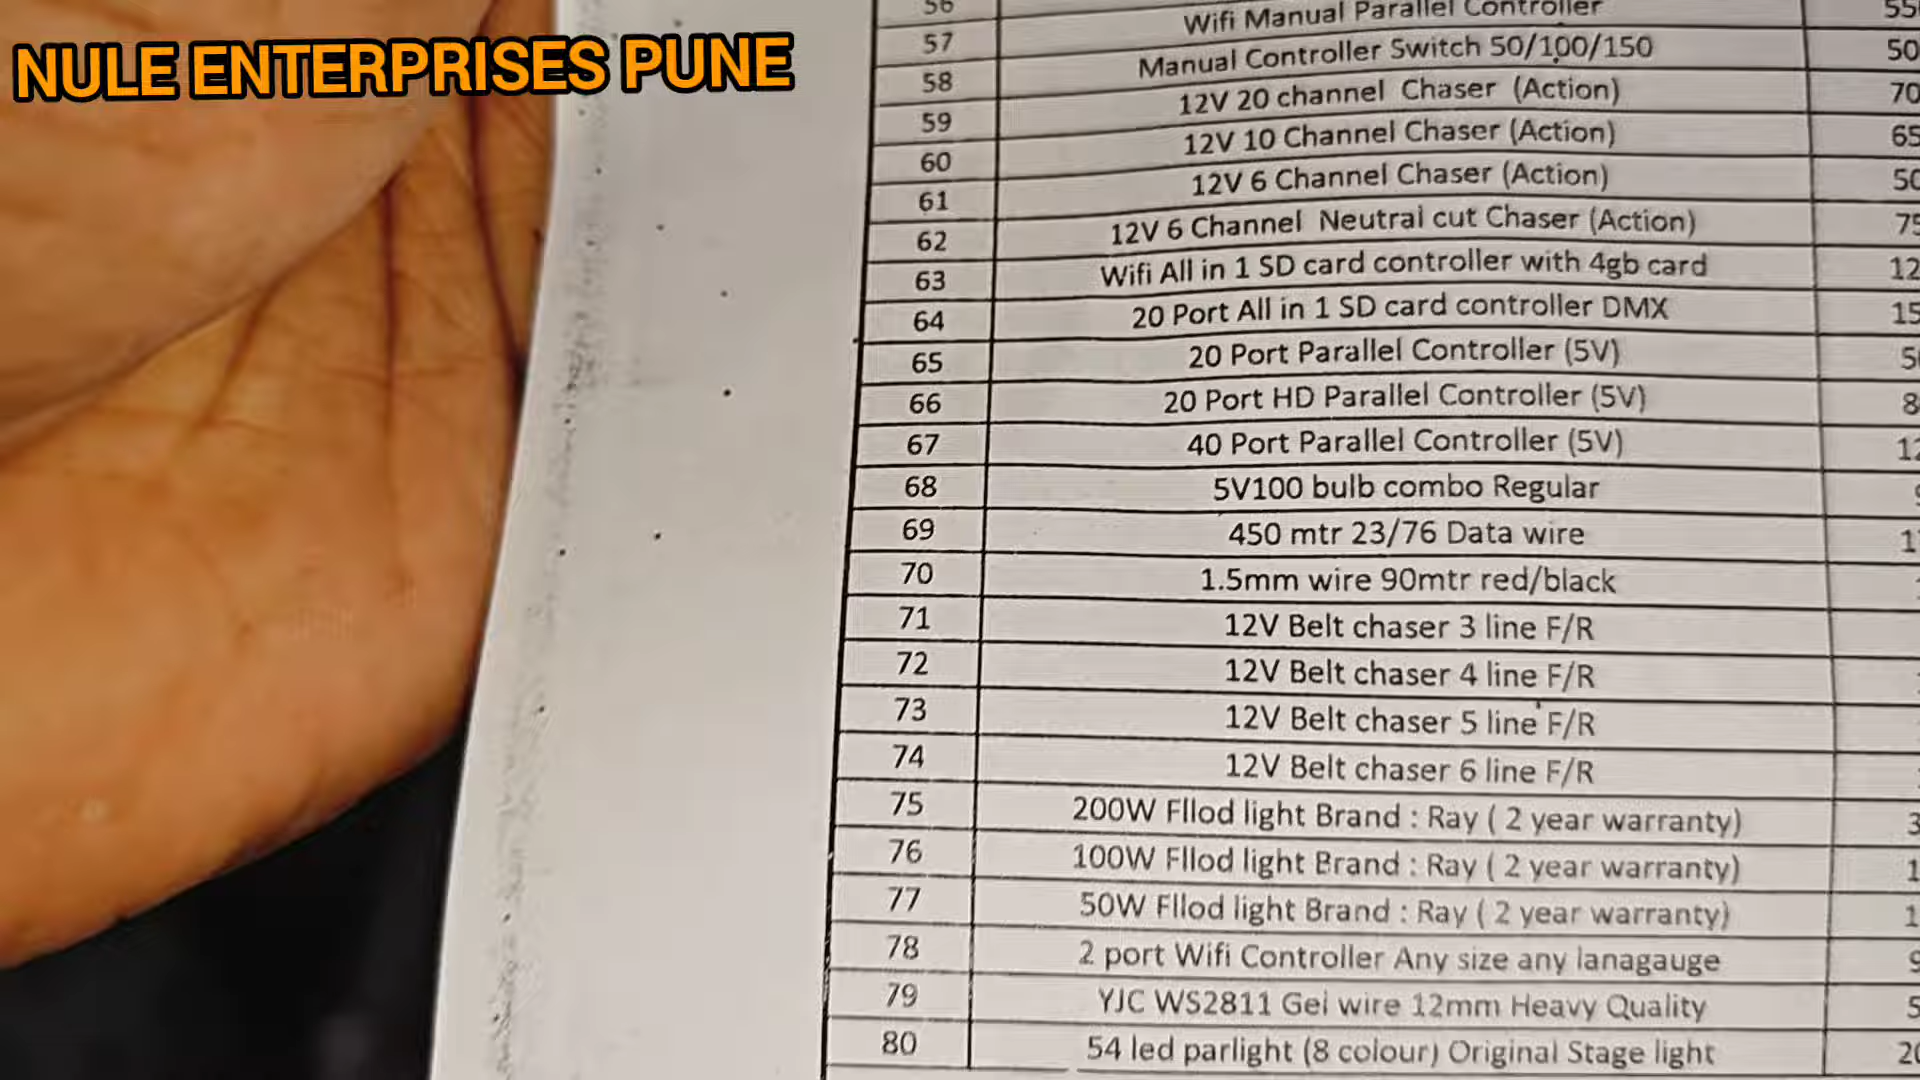 NULE ENTERPRISES PUNE
56
57 Wifi Manual Parallel Controller 55
58 Manual Controller Switch 50/100/150 50
59 12V 20 channel Chaser (Action) 70
60 12V 10 Channel Chaser (Action) 65
61 12V 6 Channel Chaser (Action) 50
62 12V 6 Channel Neutral cut Chaser (Action) 75
63 Wifi All in 1 SD card controller with 4gb card 12
64 20 Port All in 1 SD card controller DMX 15
65 20 Port Parallel Controller (5V) 5
66 20 Port HD Parallel Controller (5V) 8
67 40 Port Parallel Controller (5V) 12
68 5V100 bulb combo Regular
69 450 mtr 23/76 Data wire 1
70 1.5mm wire 90mtr red/black
71 12V Belt chaser 3 line F/R
72 12V Belt chaser 4 line F/R
73 12V Belt chaser 5 line F/R
74 12V Belt chaser 6 line F/R
75 200W Fllod light Brand : Ray ( 2 year warranty) 3
76 100W Fllod light Brand : Ray ( 2 year warranty) 1
77 50W Fllod light Brand : Ray ( 2 year warranty) 1
78 2 port Wifi Controller Any size any lanagauge 9
79 YJC WS2811 Gel wire 12mm Heavy Quality 5
80 54 led parlight (8 colour) Original Stage light 20